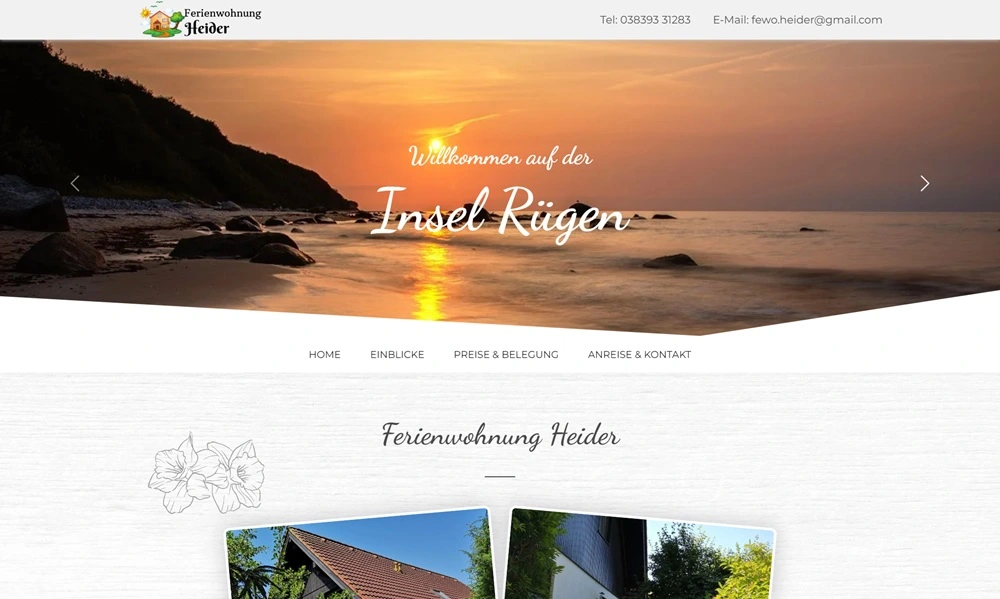 Ferienwohnung
Heider
Tel: 038393 31283
E-Mail: fewo.heider@gmail.com
Willkommen auf der
Insel Rügen
HOME
EINBLICKE
PREISE & BELEGUNG
ANREISE & KONTAKT
Ferienwohnung Heider